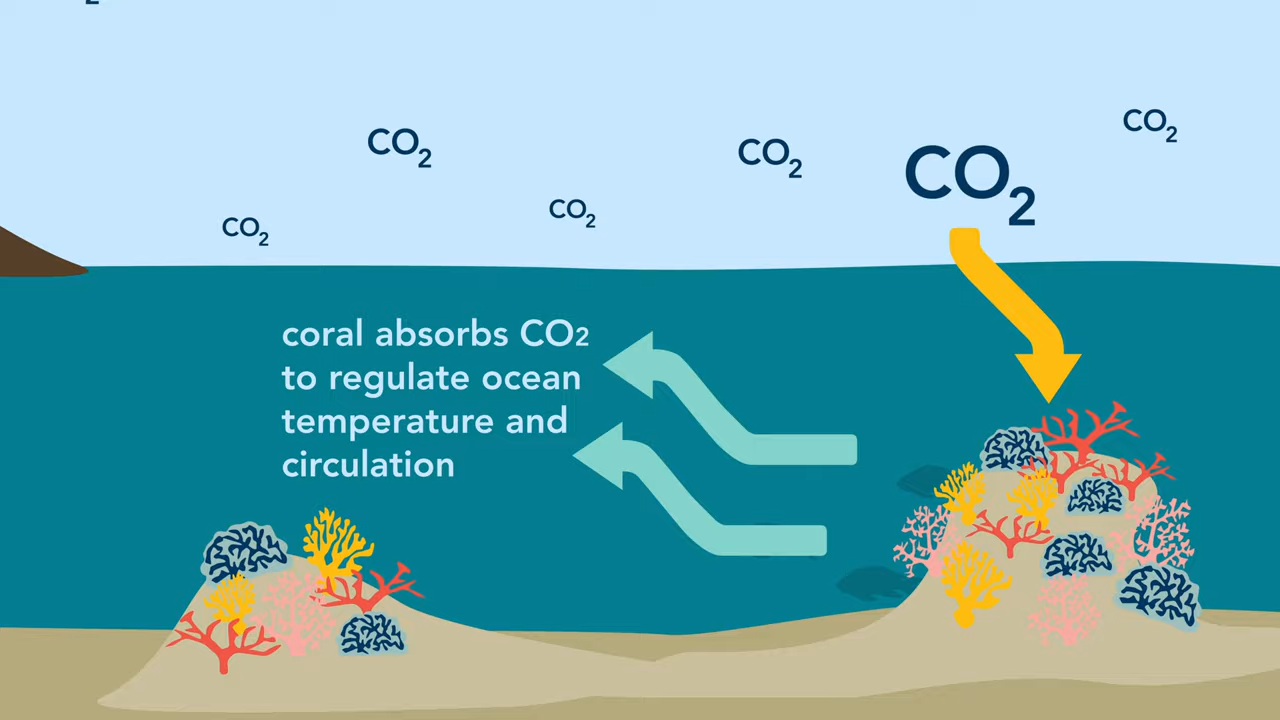 CO₂
CO₂
CO₂
CO₂
CO₂
CO₂
coral absorbs CO2
to regulate ocean
temperature and
circulation